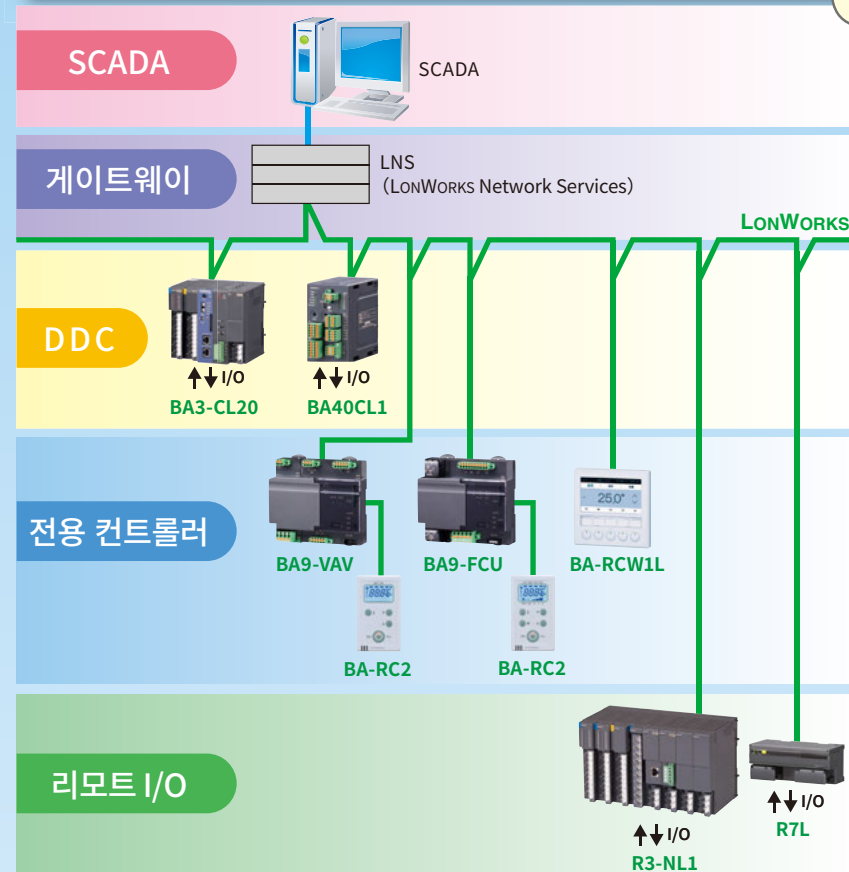 SCADA
SCADA
게이트웨이
LNS
(LONWORKS Network Services)
LONWORKS
DDC
I/O
I/O
BA3-CL20
BA40CL1
전용 컨트롤러
25.0°
BA9-VAV
BA9-FCU
BA-RCW1L
BA-RC2
BA-RC2
리모트 I/O
I/O
R7L
I/O
R3-NL1